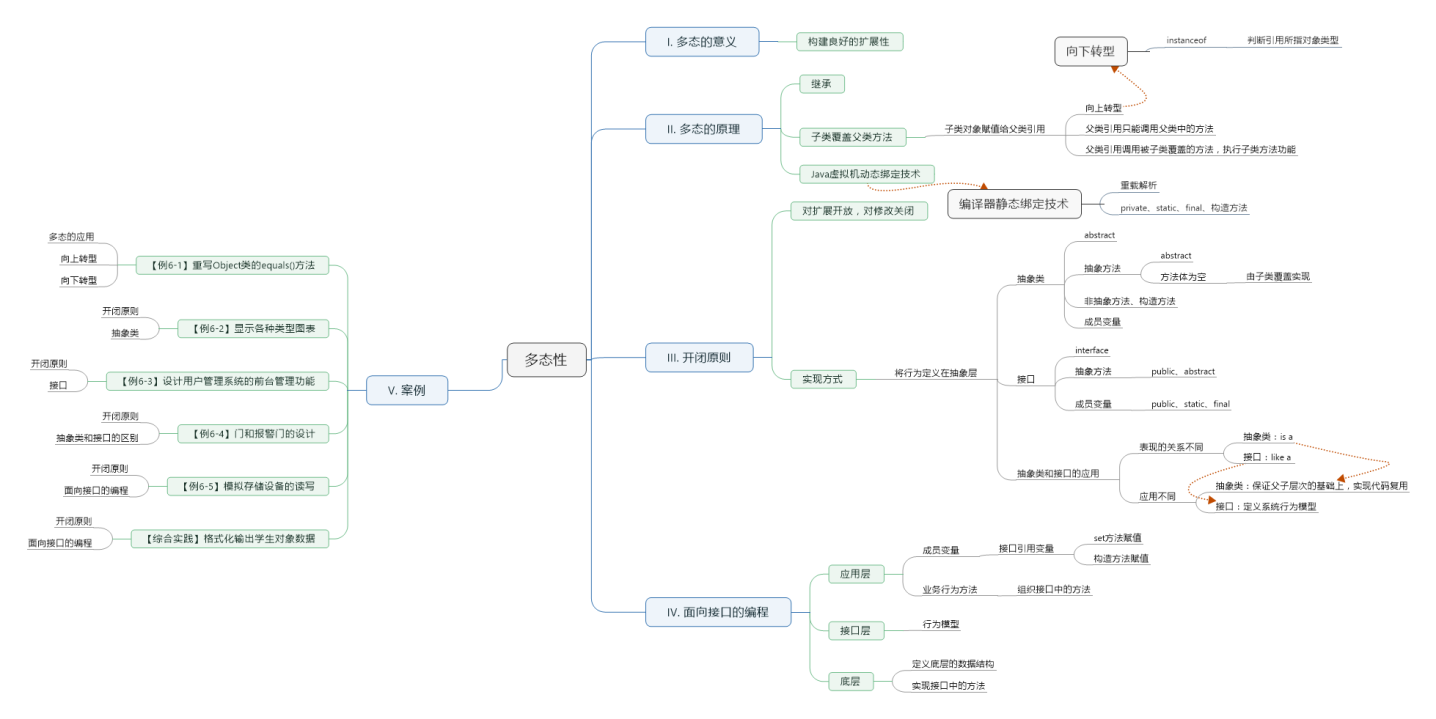 多态性
I. 多态的意义
构建良好的扩展性
II. 多态的原理
继承
子类覆盖父类方法
子类对象赋值给父类引用
向上转型
父类引用只能调用父类中的方法
父类引用调用被子类覆盖的方法，执行子类方法功能
Java虚拟机动态绑定技术
向下转型
instanceof
判断引用所指对象类型
编译器静态绑定技术
重载解析
private、static、final、构造方法
III. 开闭原则
对扩展开放，对修改关闭
实现方式
将行为定义在抽象层
抽象类
abstract
抽象方法
abstract
方法体为空
由子类覆盖实现
非抽象方法、构造方法
成员变量
接口
interface
抽象方法
public、abstract
成员变量
public、static、final
抽象类和接口的应用
表现的关系不同
抽象类：is a
接口：like a
应用不同
抽象类：保证父子层次的基础上，实现代码复用
接口：定义系统行为模型
IV. 面向接口的编程
应用层
成员变量
接口引用变量
set方法赋值
构造方法赋值
业务行为方法
组织接口中的方法
接口层
行为模型
底层
定义底层的数据结构
实现接口中的方法
V. 案例
【例6-1】重写Object类的equals()方法
多态的应用
向上转型
向下转型
【例6-2】显示各种类型图表
开闭原则
抽象类
【例6-3】设计用户管理系统的前台管理功能
开闭原则
接口
【例6-4】门和报警门的设计
开闭原则
抽象类和接口的区别
【例6-5】模拟存储设备的读写
开闭原则
面向接口的编程
【综合实践】格式化输出学生对象数据
开闭原则
面向接口的编程